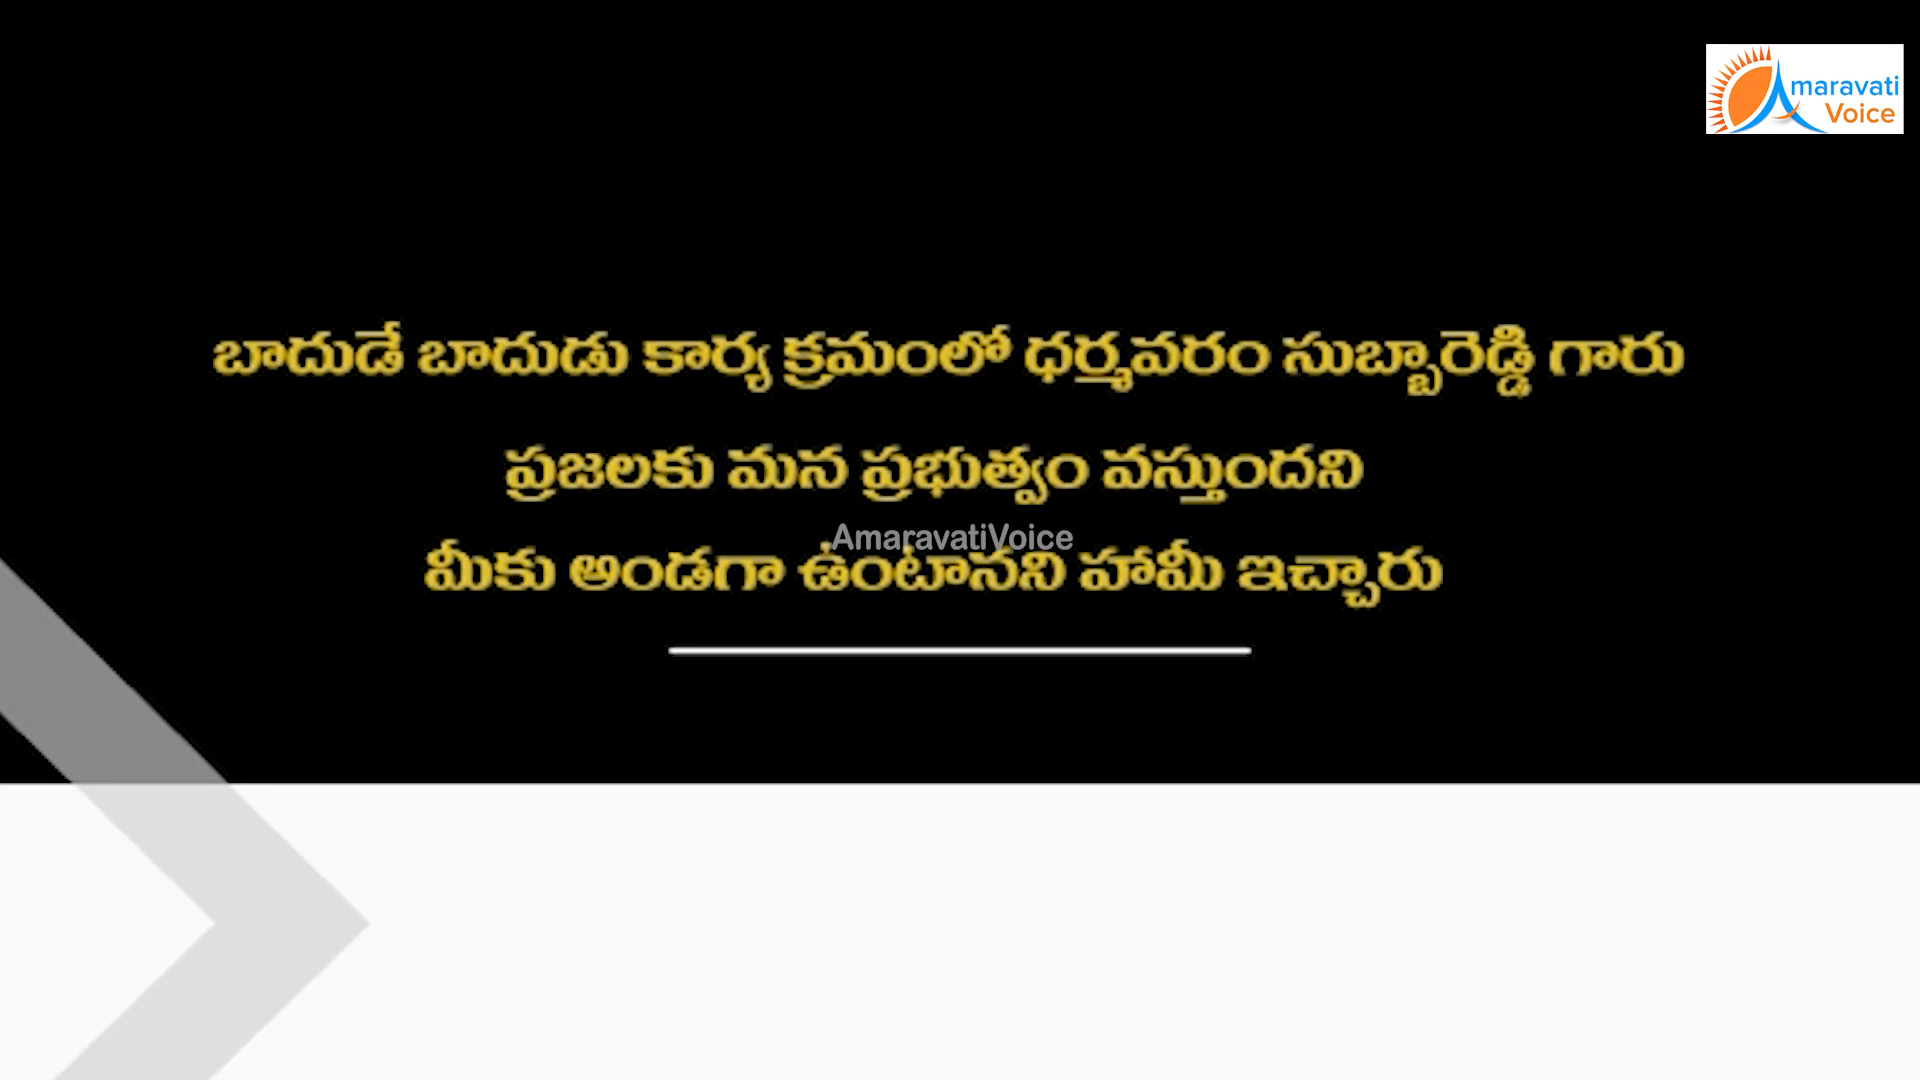 Amaravati
Voice
బాదుడే బాదుడు కార్య క్రమంలో ధర్మవరం సుబ్బారెడ్డి గారు
ప్రజలకు మన ప్రభుత్వం వస్తుందని
AmaravatiVoice
మీకు అండగా ఉంటానని హామీ ఇచ్చారు